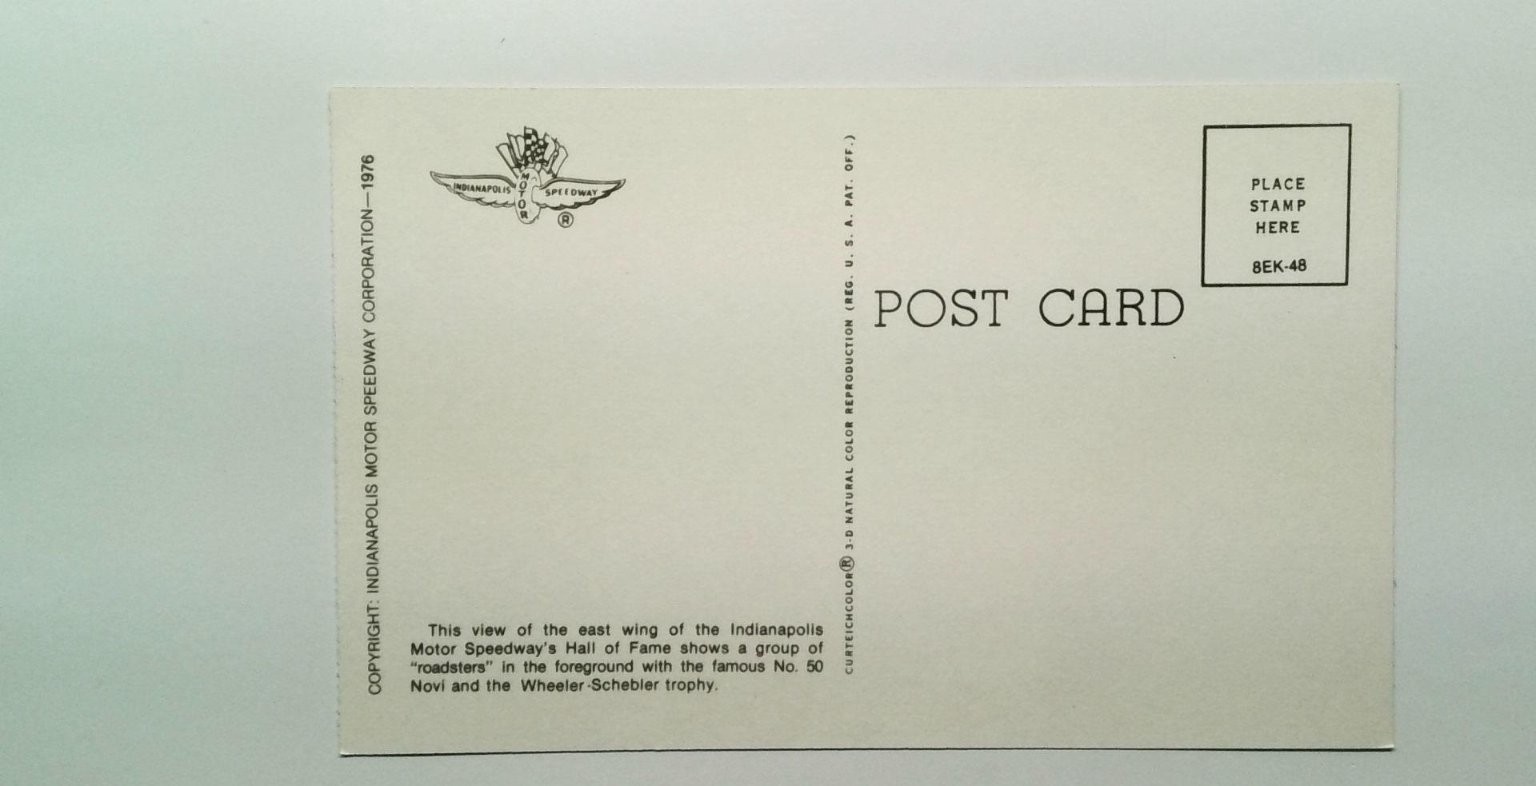 COPYRIGHT: INDIANAPOLIS MOTOR SPEEDWAY CORPORATION—1976
INDIANAPOLIS MOTOR SPEEDWAY
®
This view of the east wing of the Indianapolis
Motor Speedway's Hall of Fame shows a group of
"roadsters" in the foreground with the famous No. 50
Novi and the Wheeler-Schebler trophy.
CURTEICHCOLOR® 3-D NATURAL COLOR REPRODUCTION (REG. U. S. A. PAT. OFF.)
POST CARD
PLACE
STAMP
HERE
8EK-48